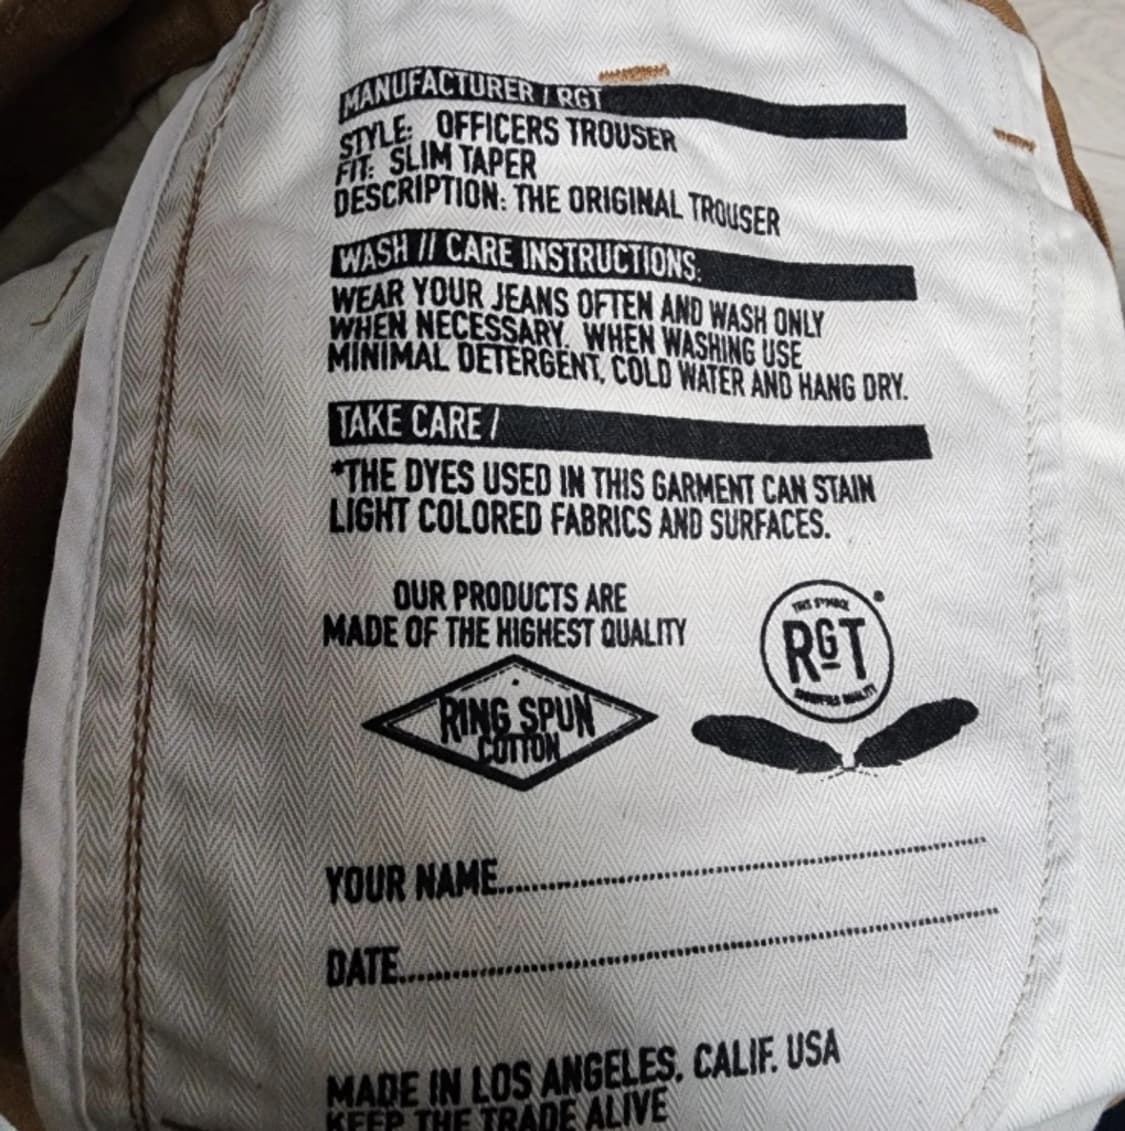 MANUFACTURER / RGT
STYLE: OFFICERS TROUSER
FIT: SLIM TAPER
DESCRIPTION: THE ORIGINAL TROUSER
WASH // CARE INSTRUCTIONS:
WEAR YOUR JEANS OFTEN AND WASH ONLY
WHEN NECESSARY. WHEN WASHING USE
MINIMAL DETERGENT, COLD WATER AND HANG DRY.
TAKE CARE /
*THE DYES USED IN THIS GARMENT CAN STAIN
LIGHT COLORED FABRICS AND SURFACES.
OUR PRODUCTS ARE
MADE OF THE HIGHEST QUALITY
RING SPUN
COTTON
THIS SYMBOL
RGT
QUALITY
®
YOUR NAME................................................
DATE................................................
MADE IN LOS ANGELES, CALIF. USA
KEEP THE TRADE ALIVE